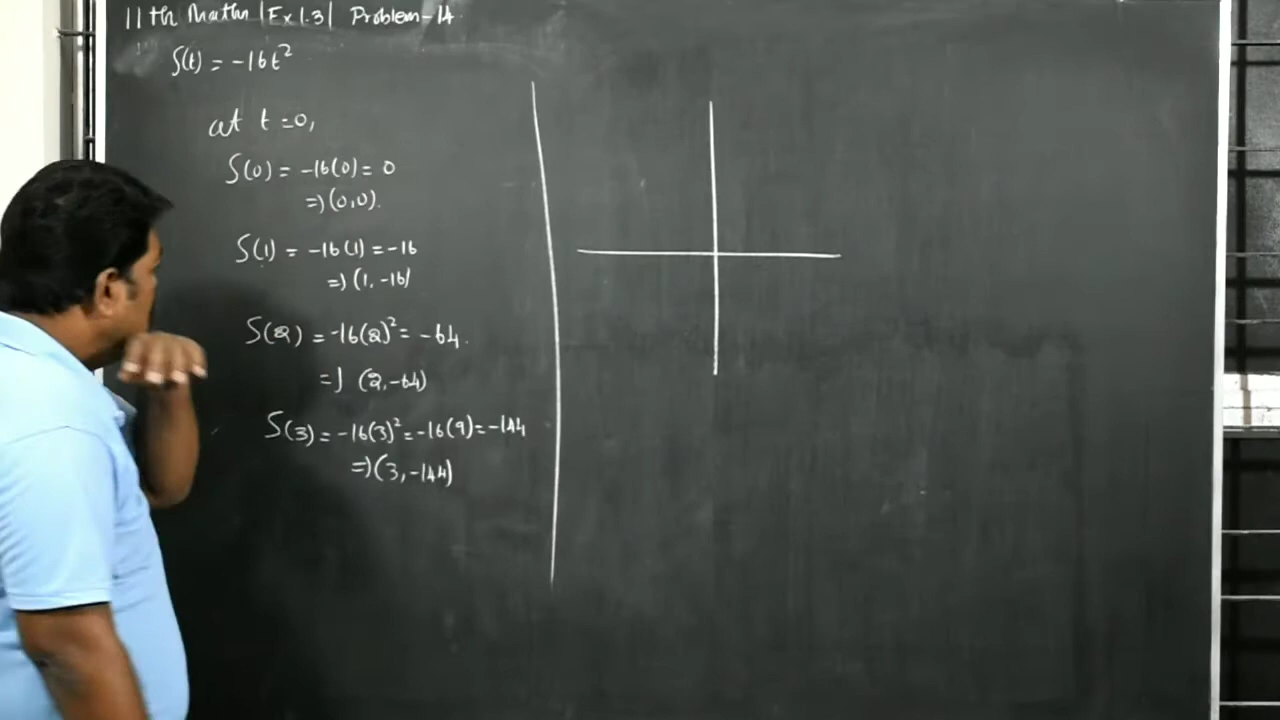 11th Maths |Ex 1.3| Problem-14.
S(t) = -16t²
at t=0,
S(0) = -16(0) = 0
=> (0,0).
S(1) = -16(1) = -16
=> (1, -16)
S(2) = -16(2)² = -64.
=> (2, -64)
S(3) = -16(3)² = -16(9) = -144
=> (3, -144)